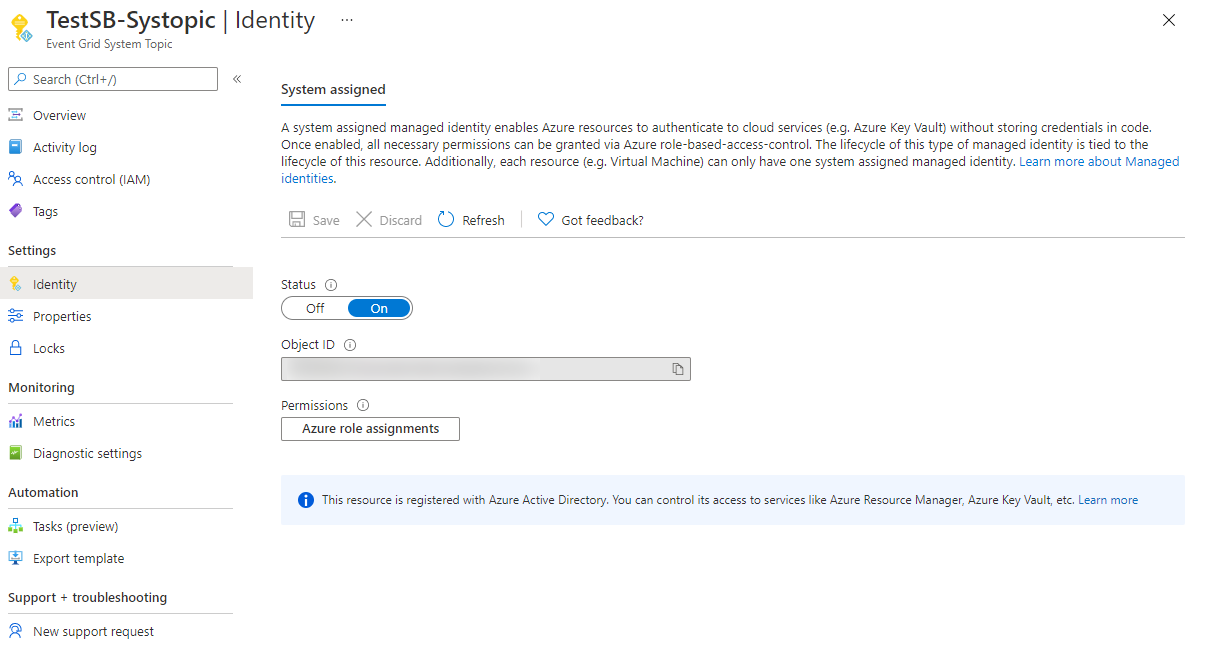 TestSB-Systopic | Identity ...
Event Grid System Topic
Search (Ctrl+/)
«
Overview
Activity log
Access control (IAM)
Tags
Settings
Identity
Properties
Locks
Monitoring
Metrics
Diagnostic settings
Automation
Tasks (preview)
Export template
Support + troubleshooting
New support request
System assigned
A system assigned managed identity enables Azure resources to authenticate to cloud services (e.g. Azure Key Vault) without storing credentials in code.
Once enabled, all necessary permissions can be granted via Azure role-based-access-control. The lifecycle of this type of managed identity is tied to the
lifecycle of this resource. Additionally, each resource (e.g. Virtual Machine) can only have one system assigned managed identity. Learn more about Managed
identities.
Save Discard Refresh Got feedback?
Status
Off On
Object ID
Permissions
Azure role assignments
This resource is registered with Azure Active Directory. You can control its access to services like Azure Resource Manager, Azure Key Vault, etc. Learn more